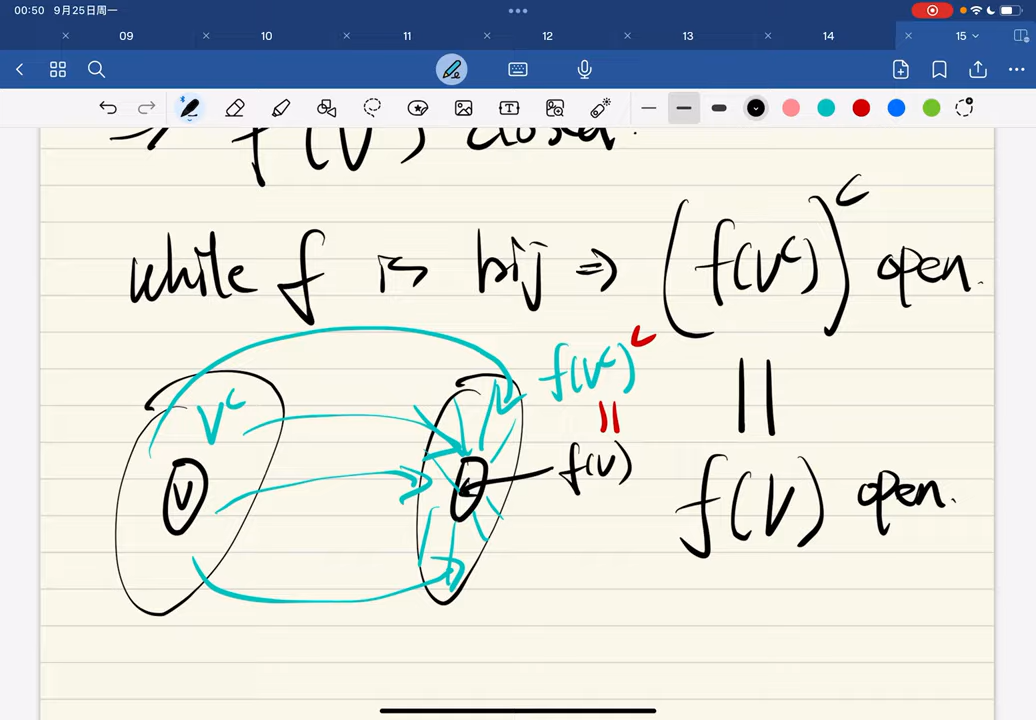 00:50 9月25日周一
09 10 11 12 13 14 15
⇒ f(V^c) closed.
while f is bij ⇒ (f(V^c))^c open.
f(V^c)^c
V^c
||
||
V
f(V)
f(V) open.